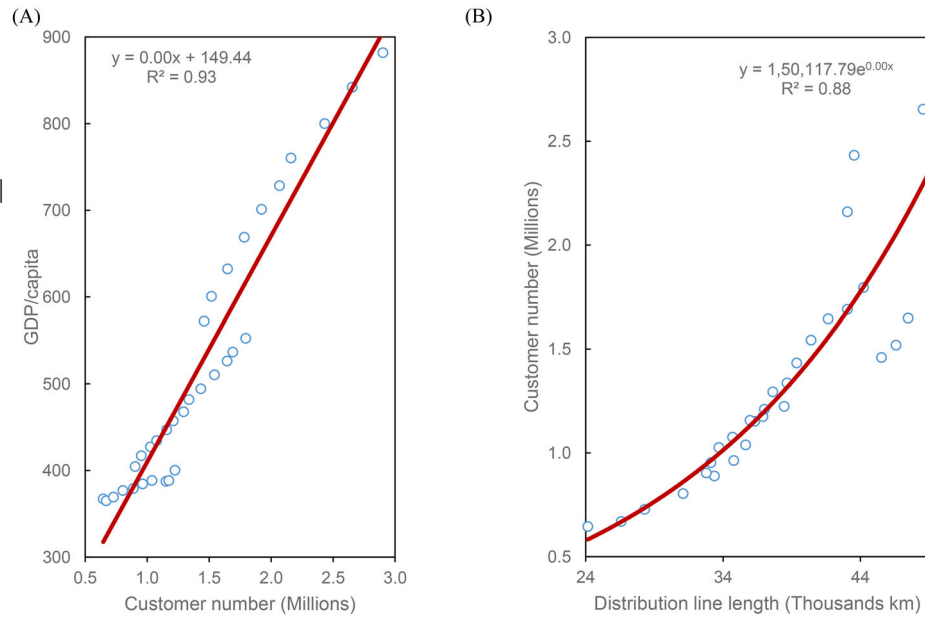 (A)
900
800
700
600
500
400
300
GDP/capita
y = 0.00x + 149.44
R² = 0.93
0.5 1.0 1.5 2.0 2.5 3.0
Customer number (Millions)
(B)
3.0
2.5
2.0
1.5
1.0
0.5
Customer number (Millions)
y = 1,50,117.79e^0.00x
R² = 0.88
24 34 44
Distribution line length (Thousands km)